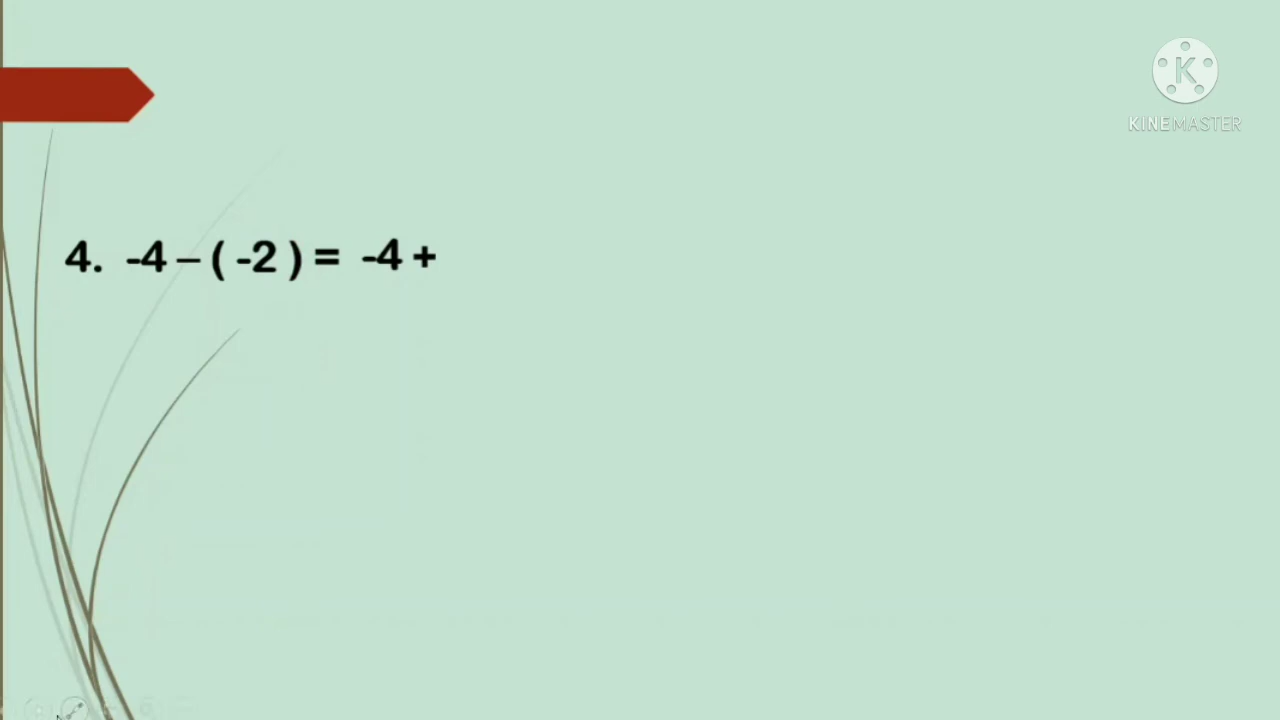 K
KINEMASTER
4. -4 – ( -2 ) = -4 +